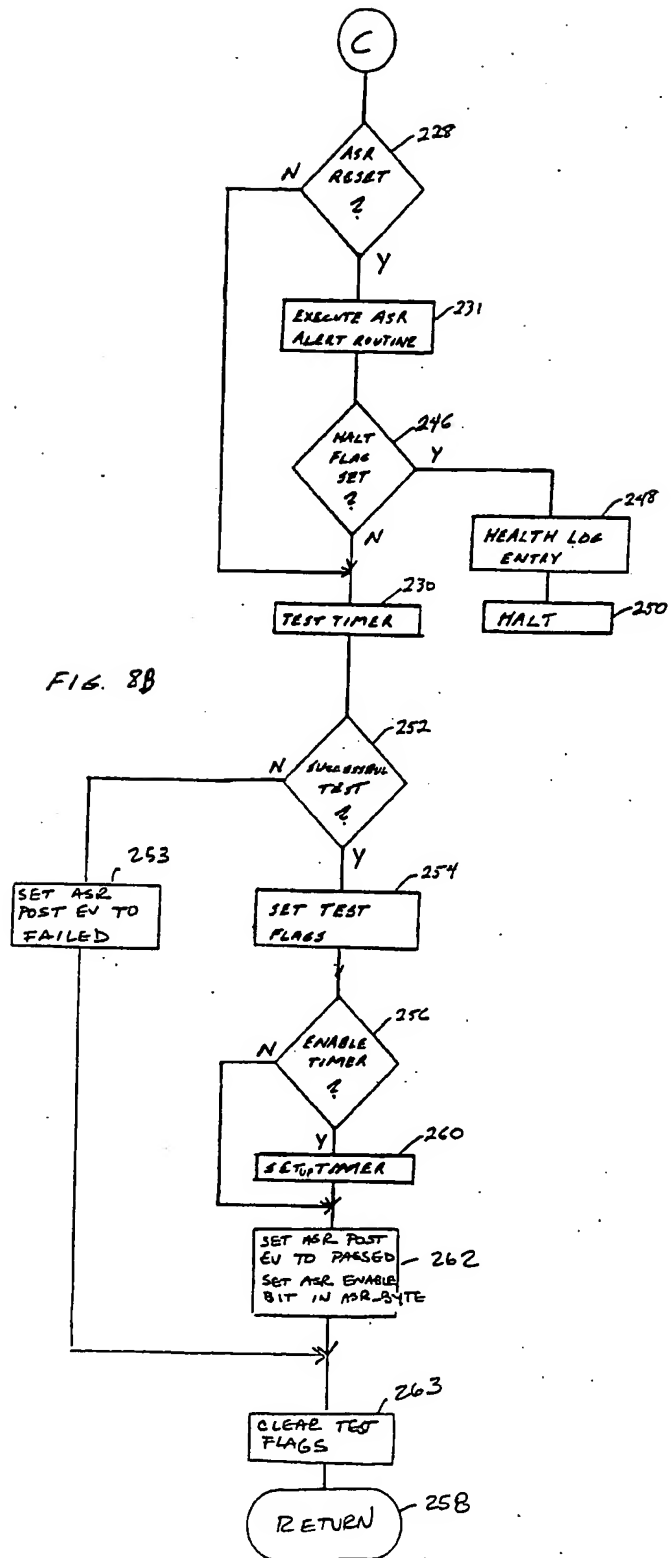 C
228
ASR
RESET
?
N
Y
231
EXECUTE ASR
ALERT ROUTINE
246
HALT
FLAG
SET
?
Y
N
248
HEALTH LOG
ENTRY
250
HALT
230
TEST TIMER
FIG. 8B
252
SUCCESSFUL
TEST
?
N
Y
253
SET ASR
POST EV TO
FAILED
254
SET TEST
FLAGS
256
ENABLE
TIMER
?
N
Y
260
SETUP TIMER
SET ASR POST
EV TO PASSED
SET ASR ENABLE
BIT IN ASR_BYTE
262
263
CLEAR TEST
FLAGS
258
RETURN